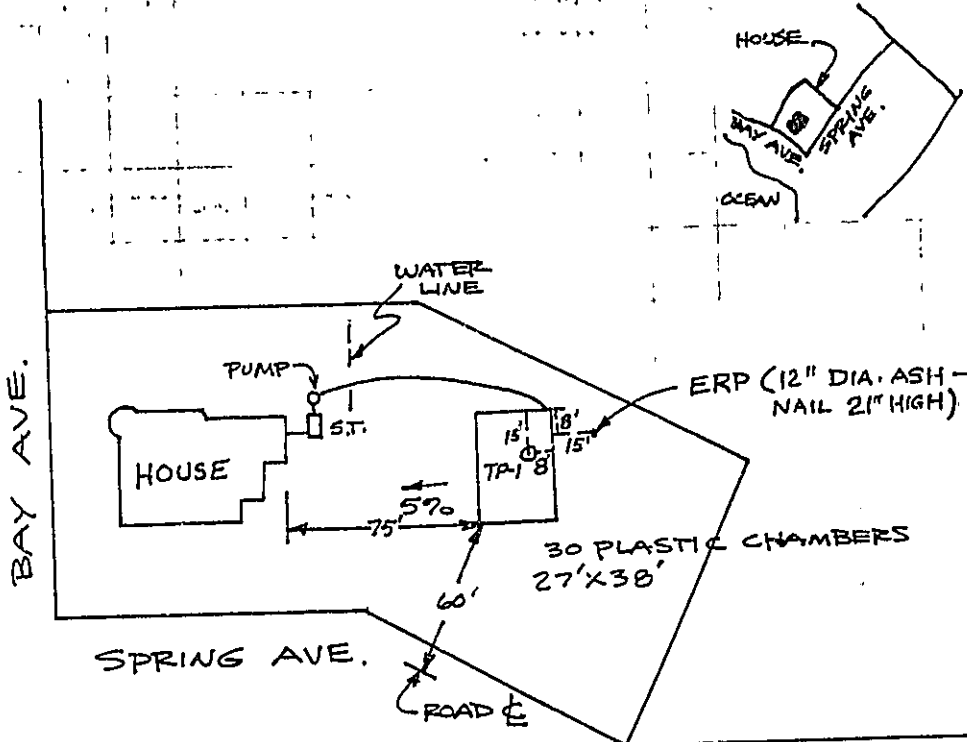 HOUSE
BAY AVE.
SPRING AVE.
OCEAN
WATER LINE
PUMP
S.T.
HOUSE
BAY AVE.
ERP (12" DIA. ASH -
NAIL 21" HIGH)
8'
15'
15'
TP-1 8'
5%
75'
30 PLASTIC CHAMBERS
27'X38'
60'
SPRING AVE.
ROAD ℄